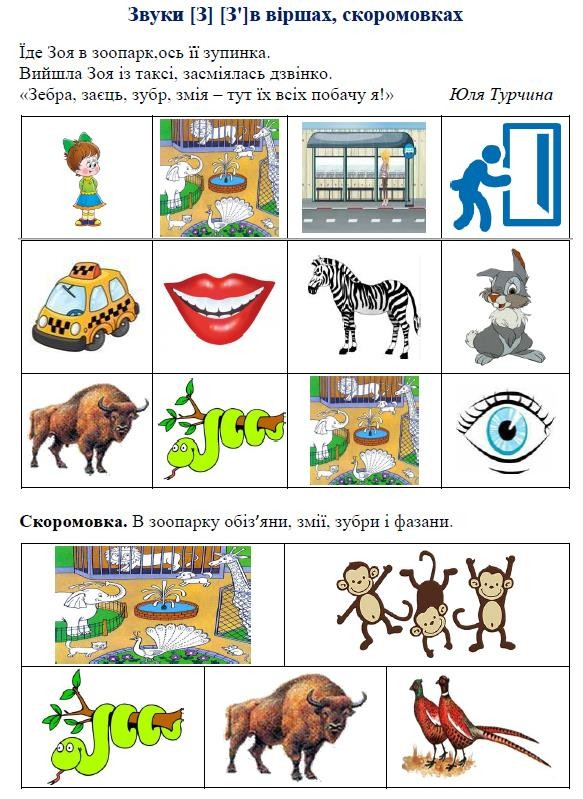 Звуки [З] [З']в віршах, скоромовках
Їде Зоя в зоопарк,ось її зупинка.
Вийшла Зоя із таксі, засміялась дзвінко.
«Зебра, заєць, зубр, змія – тут їх всіх побачу я!» Юля Турчина
Скоромовка. В зоопарку обіз′яни, змії, зубри і фазани.